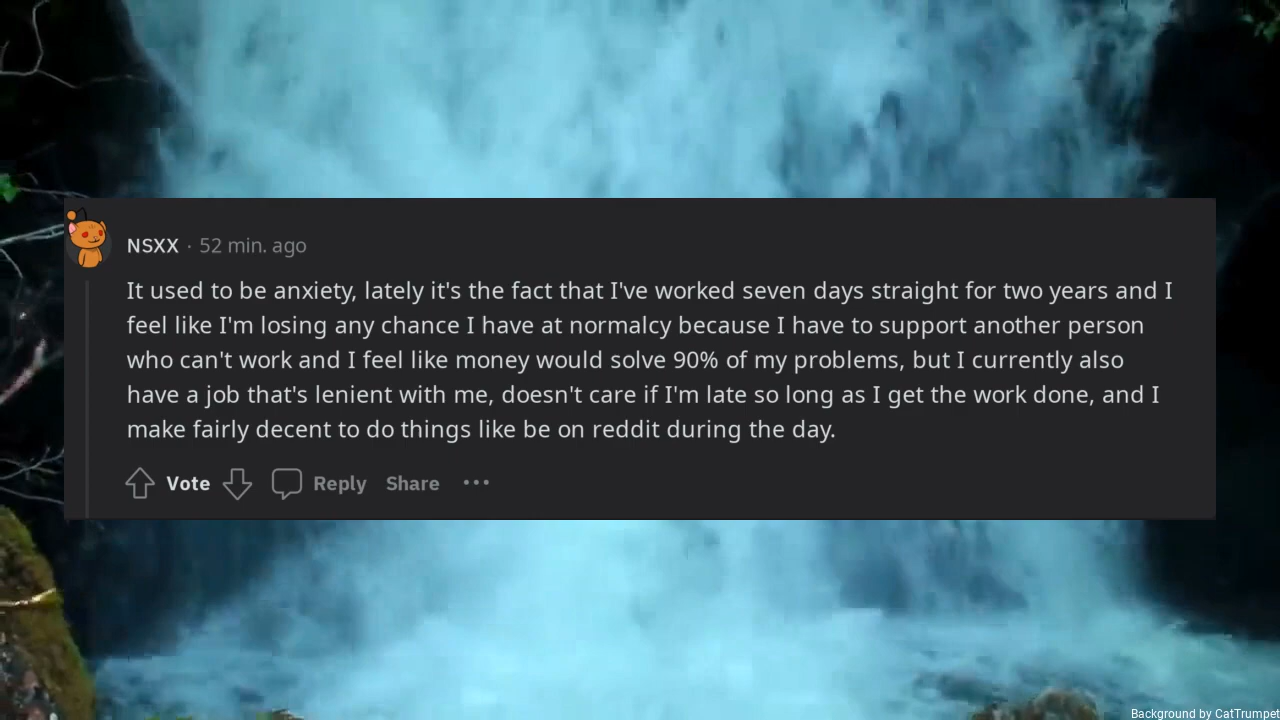 NSXX · 52 min. ago
It used to be anxiety, lately it's the fact that I've worked seven days straight for two years and I
feel like I'm losing any chance I have at normalcy because I have to support another person
who can't work and I feel like money would solve 90% of my problems, but I currently also
have a job that's lenient with me, doesn't care if I'm late so long as I get the work done, and I
make fairly decent to do things like be on reddit during the day.
Vote Reply Share ···
Background by CatTrumpet